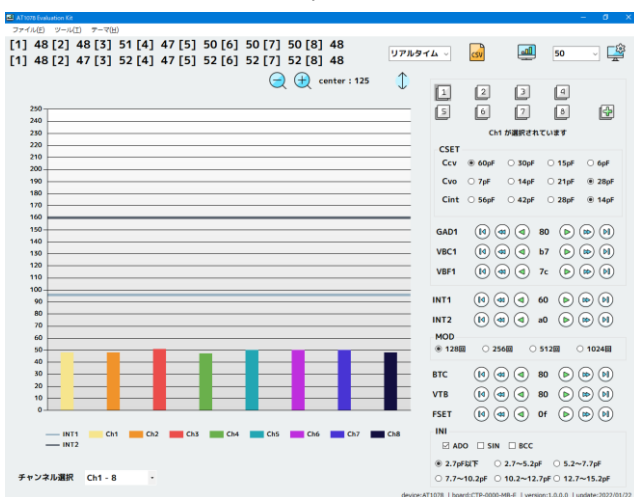 AT1078 Evaluation Kit
ファイル(F) ツール(T) テーマ(H)
[1] 48 [2] 48 [3] 51 [4] 47 [5] 50 [6] 50 [7] 50 [8] 48
[1] 48 [2] 47 [3] 52 [4] 47 [5] 52 [6] 52 [7] 52 [8] 48
リアルタイム CSV 50
center : 125
1 2 3 4
5 6 7 8
Ch1 が選択されています
CSET
Ccv 60pF 30pF 15pF 6pF
Cvo 7pF 14pF 21pF 28pF
Cint 56pF 42pF 28pF 14pF
GAD1 80
VBC1 b7
VBF1 7c
INT1 60
INT2 a0
MOD
128回 256回 512回 1024回
BTC 80
VTB 80
FSET 0f
INI
ADO SIN BCC
2.7pF以下 2.7~5.2pF 5.2~7.7pF
7.7~10.2pF 10.2~12.7pF 12.7~15.2pF
250
240
230
220
210
200
190
180
170
160
150
140
130
120
110
100
90
80
70
60
50
40
30
20
10
0
INT1 Ch1 Ch2 Ch3 Ch4 Ch5 Ch6 Ch7 Ch8
INT2
チャンネル選択 Ch1 - 8
device:AT1078 | board:CTP-0000-MB-F | version:1.0.0.0 | update:2022/01/22